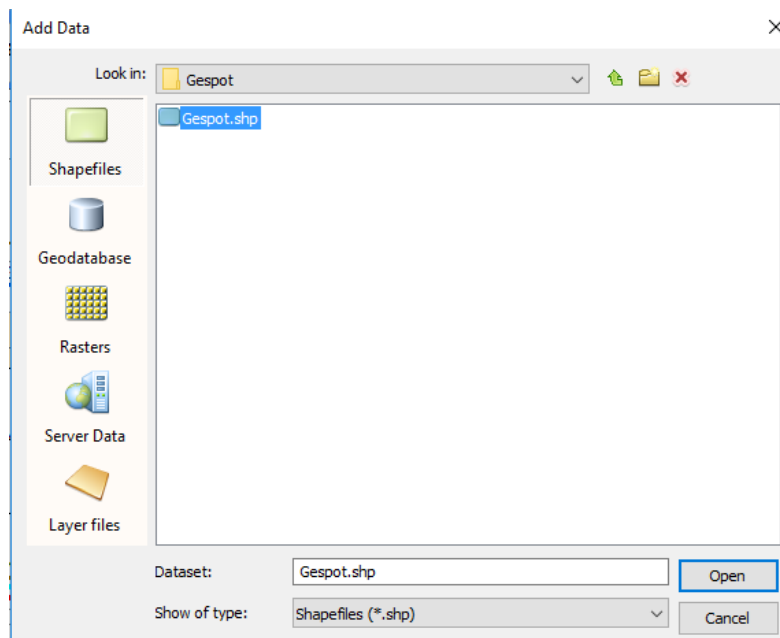 Add Data
Look in:
Gespot
Gespot.shp
Shapefiles
Geodatabase
Rasters
Server Data
Layer files
Dataset:
Gespot.shp
Open
Show of type:
Shapefiles (*.shp)
Cancel